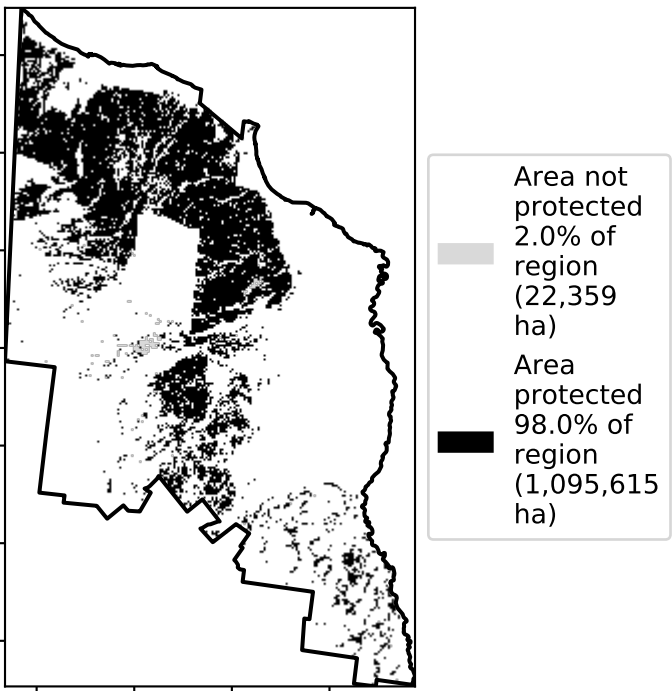 Area not
protected
2.0% of
region
(22,359
ha)
Area
protected
98.0% of
region
(1,095,615
ha)